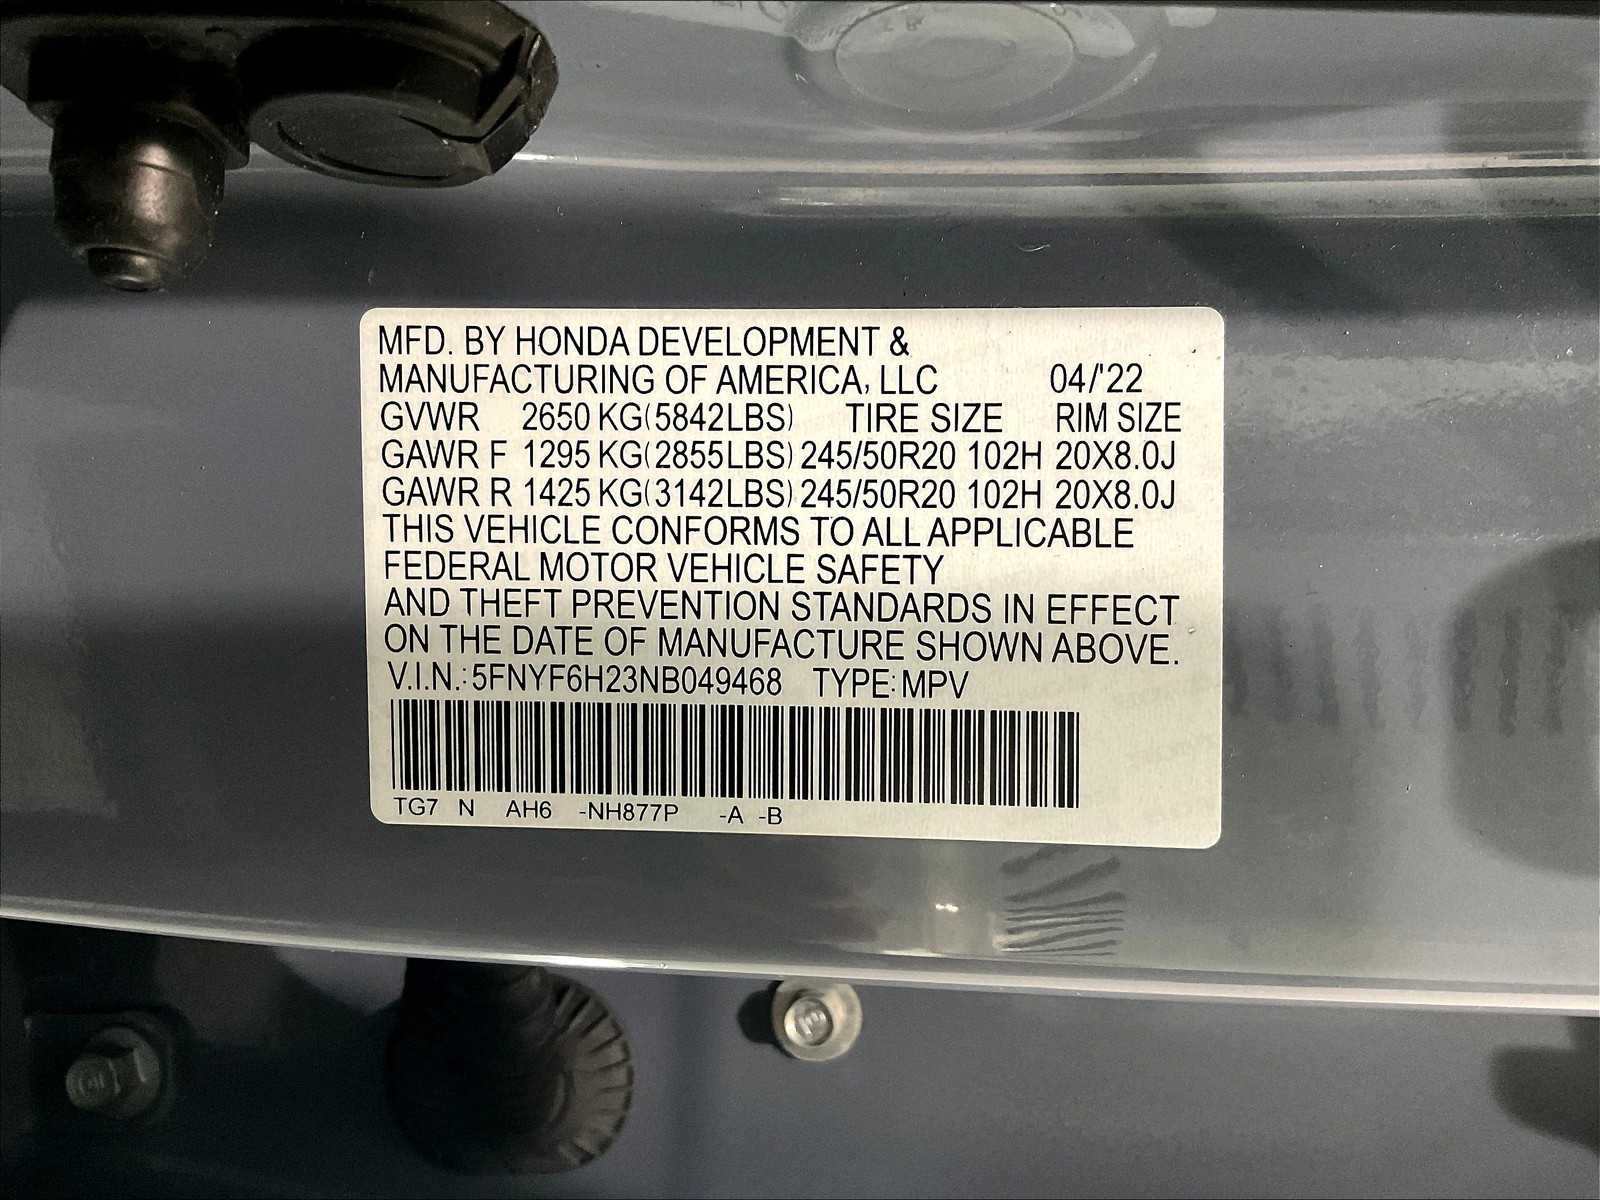 MFD. BY HONDA DEVELOPMENT &
MANUFACTURING OF AMERICA, LLC 04/'22
GVWR 2650 KG(5842LBS) TIRE SIZE RIM SIZE
GAWR F 1295 KG(2855LBS) 245/50R20 102H 20X8.0J
GAWR R 1425 KG(3142LBS) 245/50R20 102H 20X8.0J
THIS VEHICLE CONFORMS TO ALL APPLICABLE
FEDERAL MOTOR VEHICLE SAFETY
AND THEFT PREVENTION STANDARDS IN EFFECT
ON THE DATE OF MANUFACTURE SHOWN ABOVE.
V.I.N.: 5FNYF6H23NB049468 TYPE: MPV
TG7 N AH6 -NH877P -A -B